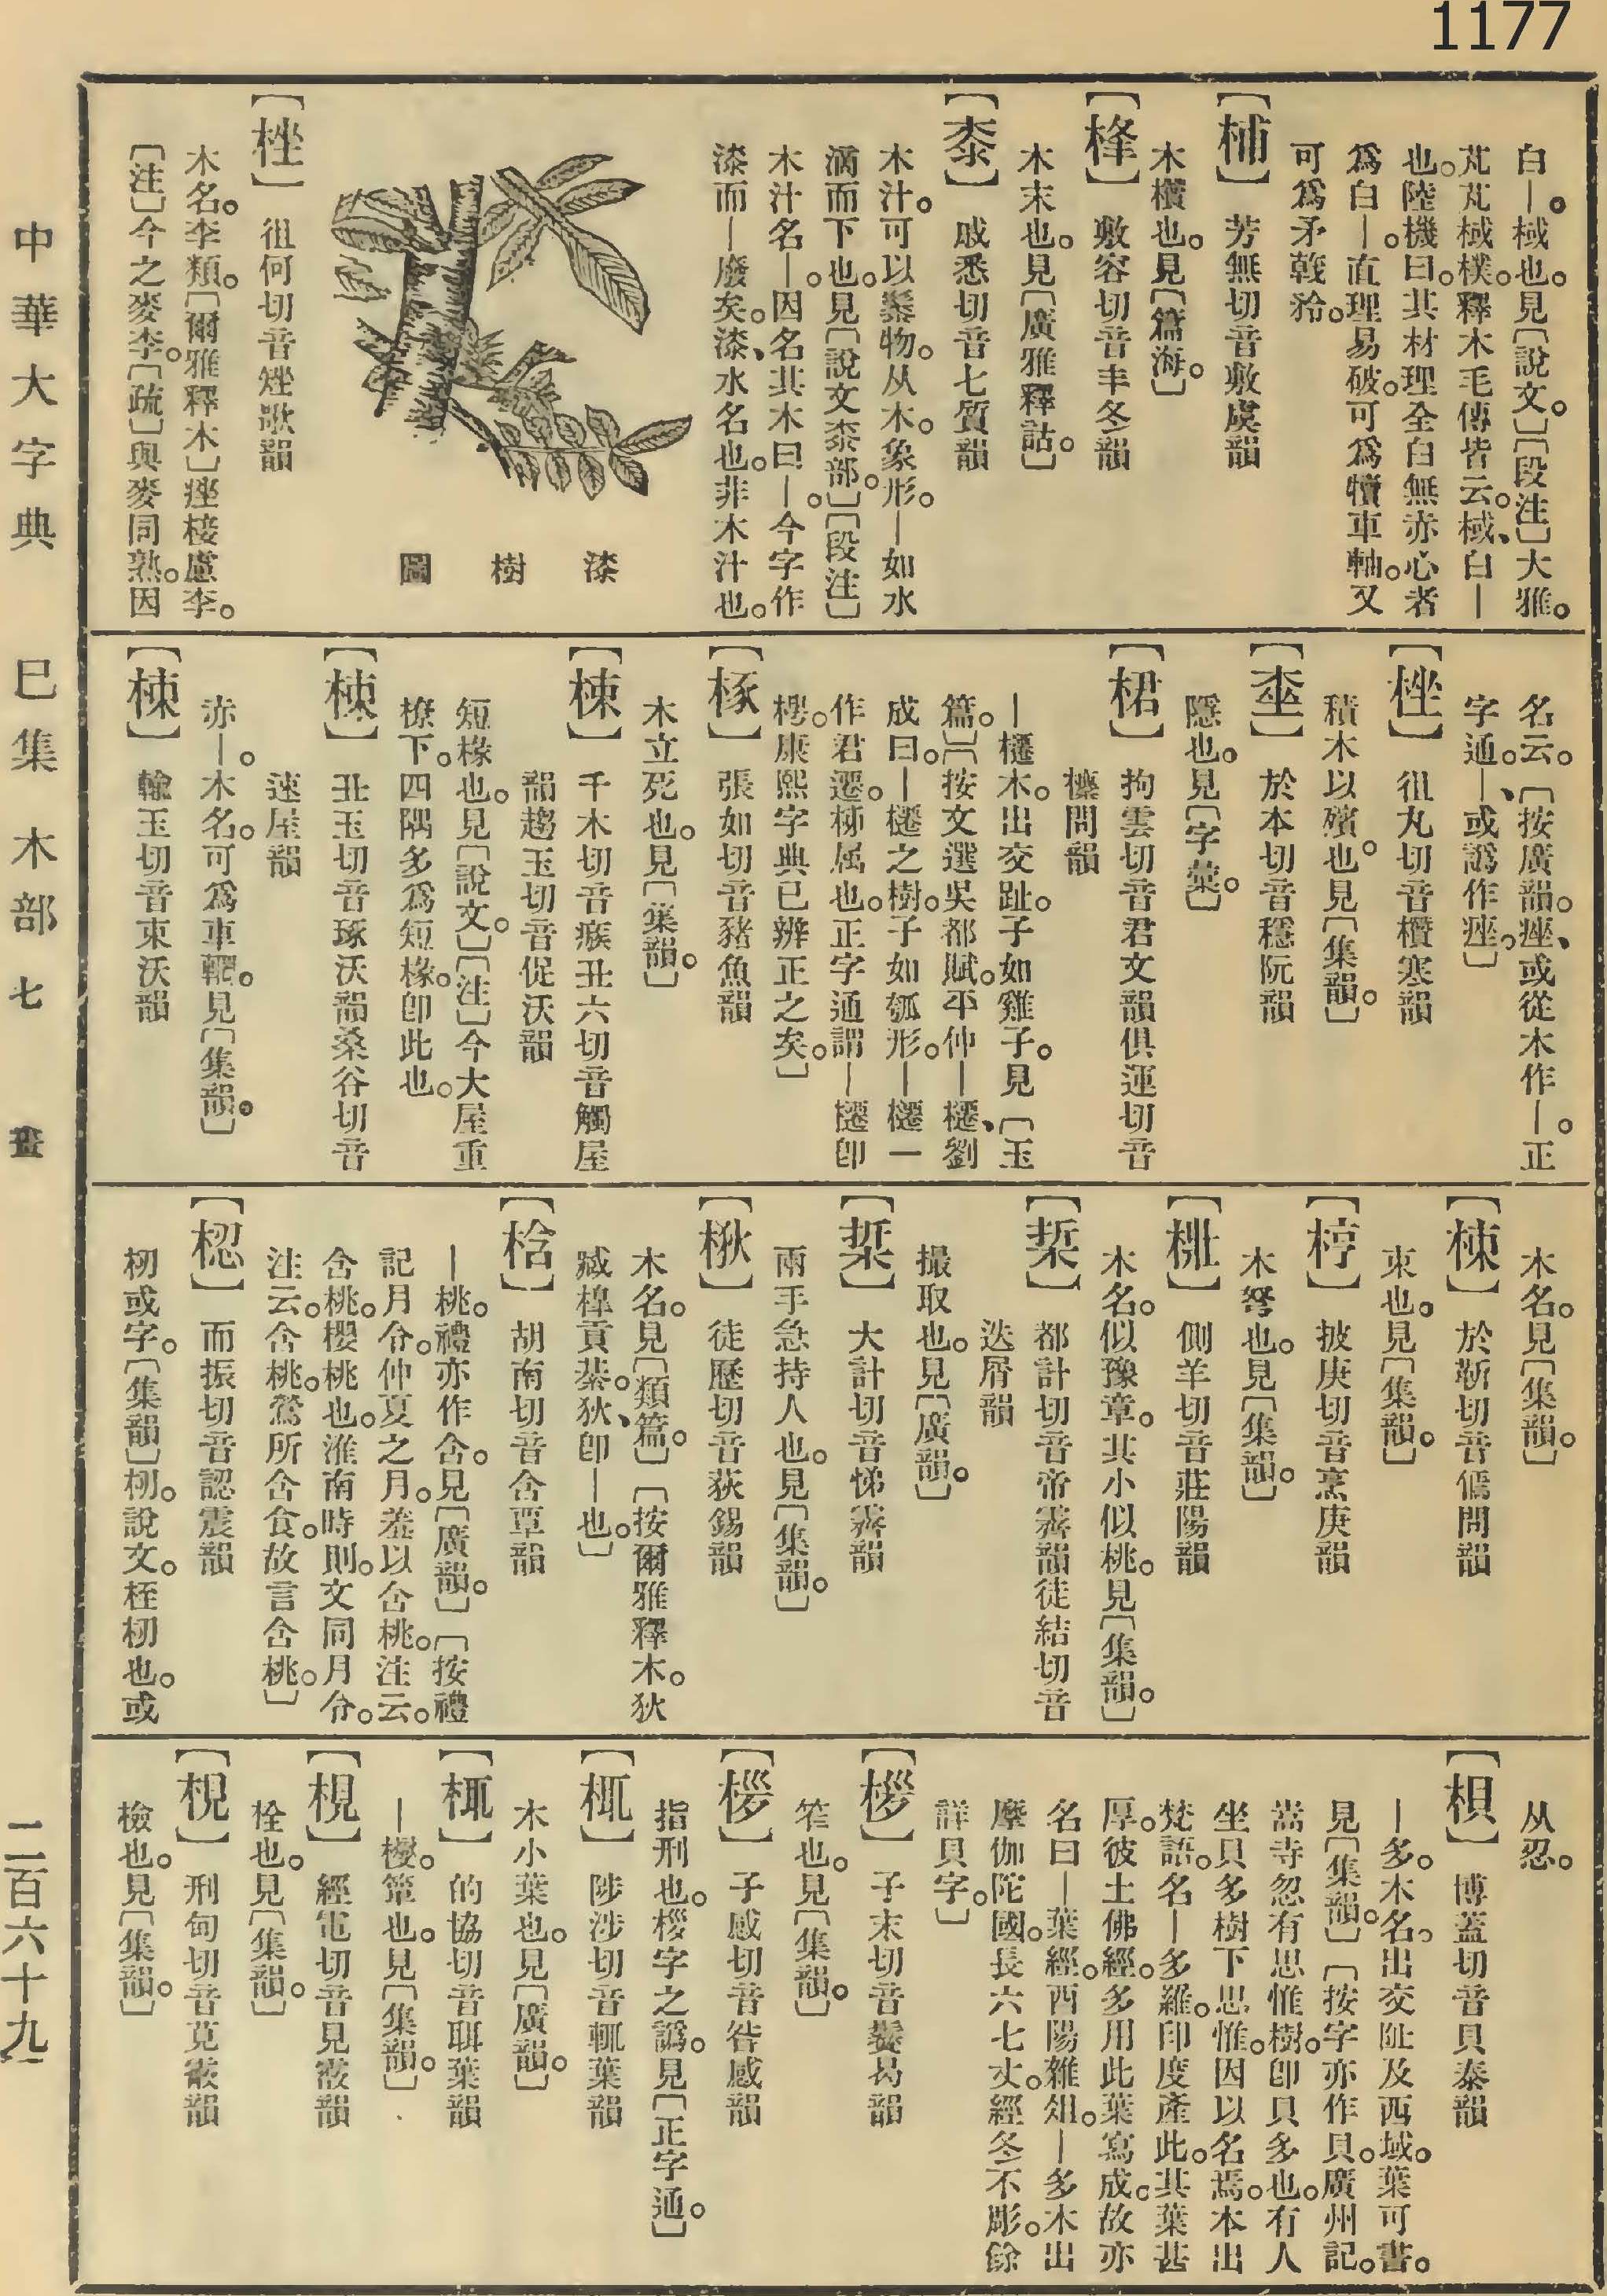 1177
白—。棫也。見〔說文。〕〔段注〕大雅。
芃芃棫樸。釋木毛傳皆云。棫、白—
也。陸機曰。其材理全白無赤心者
爲白—。直理易破。可爲犢車軸。又
可爲矛戟矜。
〔柨〕 芳無切音敷虞韻
木櫕也。見〔篇海。〕
〔桻〕 敷容切音丰冬韻
木末也。見〔廣雅釋詁。〕
〔桼〕 戚悉切音七質韻
木汁。可以䰍物。从木。象形。—如水
滴而下也。見〔說文桼部。〕〔段注〕
木汁名—。因名其木曰—。今字作
漆而—廢矣。漆、水名也。非木汁也。
漆樹圖
〔桽〕 徂何切音矬歌韻
木名。李類。〔爾雅釋木〕痤椄慮李。
〔注〕今之麥李。〔疏〕與麥同熟。因
名云。〔按廣韻。痤、或從木作—。正
字通。—、或譌作痤。〕
〔桽〕 徂丸切音欑寒韻
積木以殯也。見〔集韻。〕
〔𡌶〕 於本切音穩阮韻
隱也。見〔字彙。〕
〔桾〕 拘雲切音君文韻俱運切音
櫄問韻
—櫏木。出交趾。子如雞子。見〔玉
篇。〕〔按文選吳都賦。平仲—櫏、劉
成曰。—櫏之樹。子如瓠形。—櫏一
作君遷。柹属也。正字通謂—櫏卽
梬。康熙字典已辨正之矣。〕
〔椓〕 張如切音豬魚韻
木立死也。見〔集韻。〕
〔梀〕 千木切音瘯丑六切音觸屋
韻趨玉切音促沃韻
短椽也。見〔說文。〕〔注〕今大屋重
橑下。四隅多爲短椽。卽此也。
〔梀〕 丑玉切音瘃沃韻桑谷切音
速屋韻
赤—。木名。可爲車輞。見〔集韻。〕
〔梀〕 輸玉切音束沃韻
木名。見〔集韻。〕
〔梀〕 於靳切音㒚問韻
束也。見〔集韻。〕
〔桲〕 披庚切音烹庚韻
木弩也。見〔集韻。〕
〔梉〕 側羊切音莊陽韻
木名。似豫章。其小似桃。見〔集韻。〕
〔梊〕 都計切音帝霽韻徒結切音
迭屑韻
撮取也。見〔廣韻。〕
〔梊〕 大計切音悌霽韻
兩手急持人也。見〔集韻。〕
〔梑〕 徒歷切音荻錫韻
木名。見〔類篇。〕〔按爾雅釋木。狄
臧槔貢綦。狄、卽—也。〕
〔梒〕 胡南切音含覃韻
—桃。禮亦作含。見〔廣韻。〕〔按禮
記月令。仲夏之月。羞以含桃。注云。
含桃。櫻桃也。淮南時則。文同月令。
注云。含桃。鶯所含食。故言含桃。〕
〔梕〕 而振切音認震韻
杒或字。〔集韻〕杒。說文。桎杒也。或
从忍。
〔梖〕 博蓋切音貝泰韻
—多。木名。出交阯及西域。葉可書。
見〔集韻。〕〔按字亦作貝。廣州記。
嵩寺忽有思惟樹。卽貝多也。有人
坐貝多樹下思惟。因以名焉。本出
梵語。名—多羅。印度產此。其葉甚
厚。彼土佛經。多用此葉寫成。故亦
名曰—葉經。酉陽雜俎。—多木出
摩伽陀國。長六七丈。經冬不彫。餘
詳貝字。〕
〔桚〕 子末切音鬢曷韻
笮也。見〔集韻。〕
〔桚〕 子感切音昝感韻
指刑也。桚字之譌。見〔正字通。〕
〔梎〕 陟涉切音輒葉韻
木小葉也。見〔廣韻。〕
〔梎〕 的協切音聑葉韻
—㯿。簟也。見〔集韻。〕
〔梘〕 經電切音見霰韻
栓也。見〔集韻。〕
〔梘〕 刑甸切音莧霰韻
檢也。見〔集韻。〕
中華大字典 巳集 木部 七畫 二百六十九